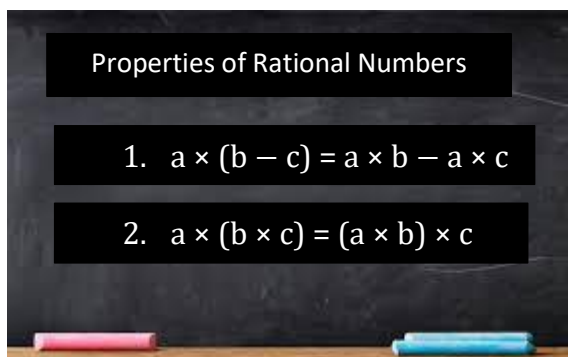 Properties of Rational Numbers
1. a × (b − c) = a × b − a × c
2. a × (b × c) = (a × b) × c